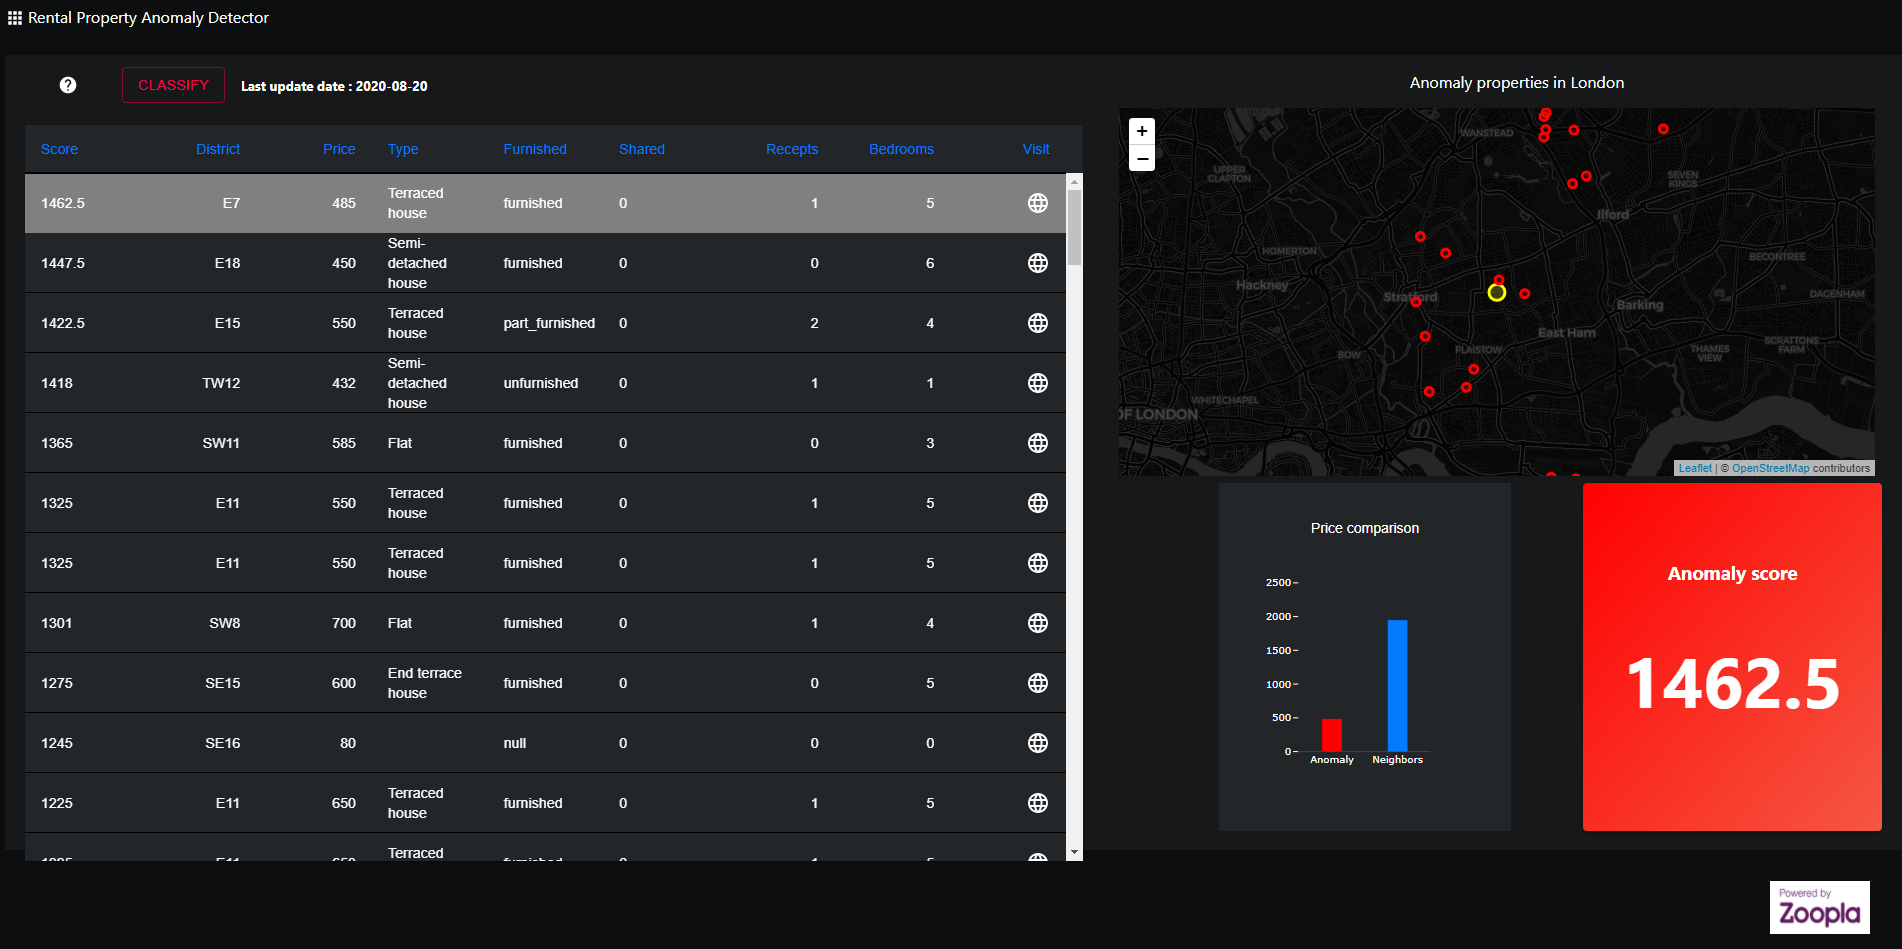 Rental Property Anomaly Detector
CLASSIFY
Last update date : 2020-08-20
Score District Price Type Furnished Shared Recepts Bedrooms Visit
1462.5 E7 485 Terraced house furnished 0 1 5
1447.5 E18 450 Semi-detached house furnished 0 0 6
1422.5 E15 550 Terraced house part_furnished 0 2 4
1418 TW12 432 Semi-detached house unfurnished 0 1 1
1365 SW11 585 Flat furnished 0 0 3
1325 E11 550 Terraced house furnished 0 1 5
1325 E11 550 Terraced house furnished 0 1 5
1301 SW8 700 Flat furnished 0 1 4
1275 SE15 600 End terrace house furnished 0 0 5
1245 SE16 80 null 0 0 0
1225 E11 650 Terraced house furnished 0 1 5
Terraced
Anomaly properties in London
+
−
WANSTEAD
UPPER CLAPTON
SEVEN KINGS
Ilford
HOMERTON
BECONTREE
Hackney
Stratford
DAGENHAM
Barking
East Ham
PLAISTOW
BOW
THAMES VIEW
SCRATTONS FARM
WHITECHAPEL
OF LONDON
Leaflet | © OpenStreetMap contributors
Price comparison
2500
2000
1500
1000
500
0
Anomaly Neighbors
Anomaly score
1462.5
Powered by
Zoopla